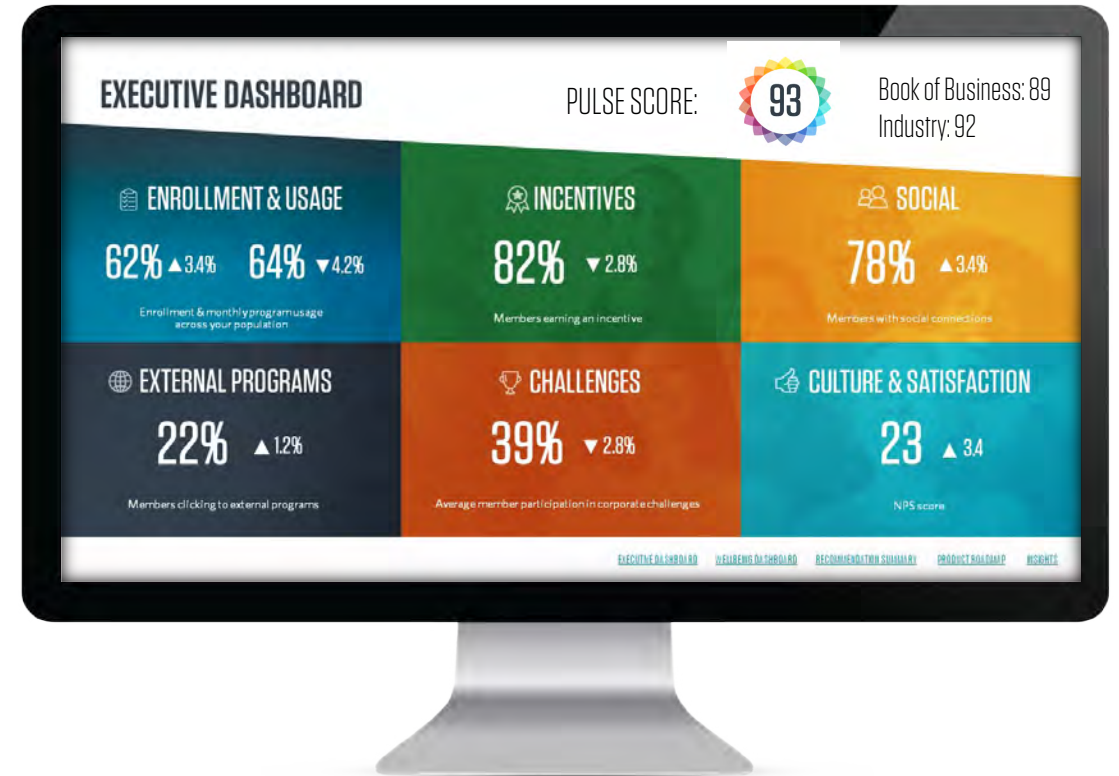 EXECUTIVE DASHBOARD
PULSE SCORE:
93
Book of Business: 89
Industry: 92
ENROLLMENT & USAGE
62% ▲ 3.4% 64% ▼ 4.2%
Enrollment & monthly program usage
across your population
INCENTIVES
82% ▼ 2.8%
Members earning an incentive
SOCIAL
78% ▲ 3.4%
Members with social connections
EXTERNAL PROGRAMS
22% ▲ 1.2%
Members clicking to external programs
CHALLENGES
39% ▼ 2.8%
Average member participation in corporate challenges
CULTURE & SATISFACTION
23 ▲ 3.4
NPS score
EXECUTIVE DASHBOARD WELLBEING DASHBOARD RECOMMENDATION SUMMARY PRODUCT ROADMAP INSIGHTS